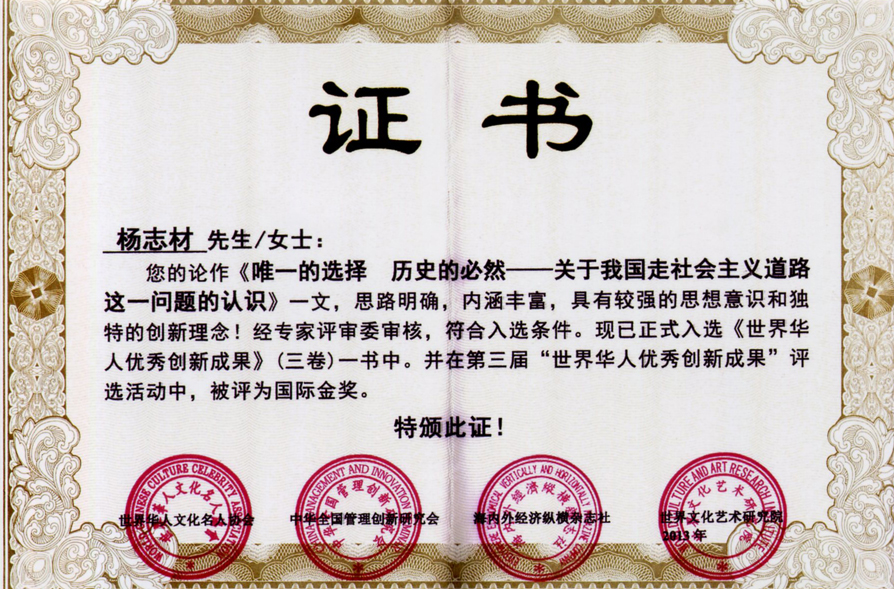 证 书
杨志材 先生/女士：
您的论作《唯一的选择 历史的必然——关于我国走社会主义道路
这一问题的认识》一文，思路明确，内涵丰富，具有较强的思想意识和独
特的创新理念！经专家评审委审核，符合入选条件。现已正式入选《世界华
人优秀创新成果》（三卷）一书中。并在第三届“世界华人优秀创新成果”评
选活动中，被评为国际金奖。
特颁此证！
世界华人文化名人协会 中华全国管理创新研究会 海内外经济纵横杂志社 世界文化艺术研究院
2013 年